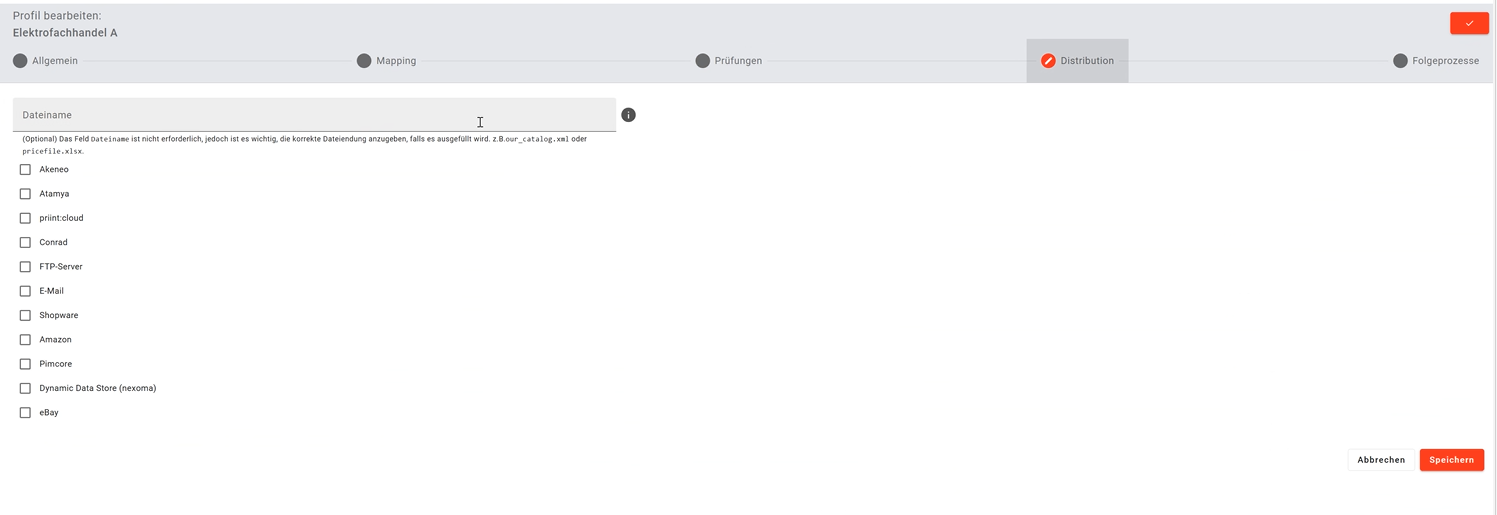 Profil bearbeiten:
Elektrofachhandel A
Allgemein
Mapping
Prüfungen
Distribution
Folgeprozesse
Dateiname
(Optional) Das Feld Dateiname ist nicht erforderlich, jedoch ist es wichtig, die korrekte Dateiendung anzugeben, falls es ausgefüllt wird. z.B.our_catalog.xml oder
pricefile.xlsx.
Akeneo
Atamya
priint:cloud
Conrad
FTP-Server
E-Mail
Shopware
Amazon
Pimcore
Dynamic Data Store (nexoma)
eBay
Abbrechen
Speichern